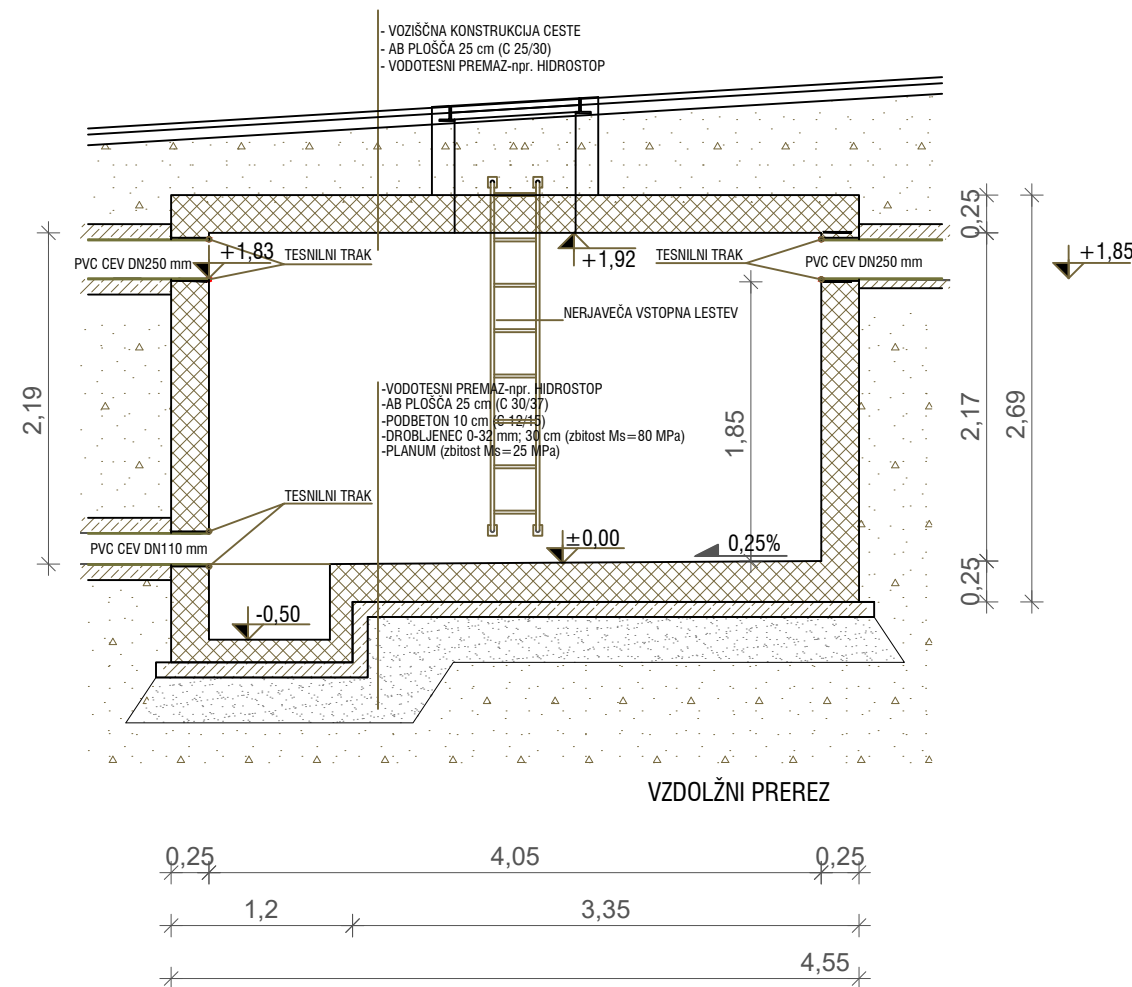 - VOZIŠČNA KONSTRUKCIJA CESTE
- AB PLOŠČA 25 cm (C 25/30)
- VODOTESNI PREMAZ-npr. HIDROSTOP
0,25
+1,83
TESNILNI TRAK
PVC CEV DN250 mm
+1,92
TESNILNI TRAK
PVC CEV DN250 mm
+1,85
NERJAVEČA VSTOPNA LESTEV
2,19
-VODOTESNI PREMAZ-npr. HIDROSTOP
-AB PLOŠČA 25 cm (C 30/37)
-PODBETON 10 cm (C 12/15)
-DROBLJENEC 0-32 mm; 30 cm (zbitost Ms=80 MPa)
-PLANUM (zbitost Ms=25 MPa)
1,85
2,17
2,69
TESNILNI TRAK
PVC CEV DN110 mm
±0,00
0,25%
0,25
-0,50
VZDOLŽNI PREREZ
0,25
4,05
0,25
1,2
3,35
4,55